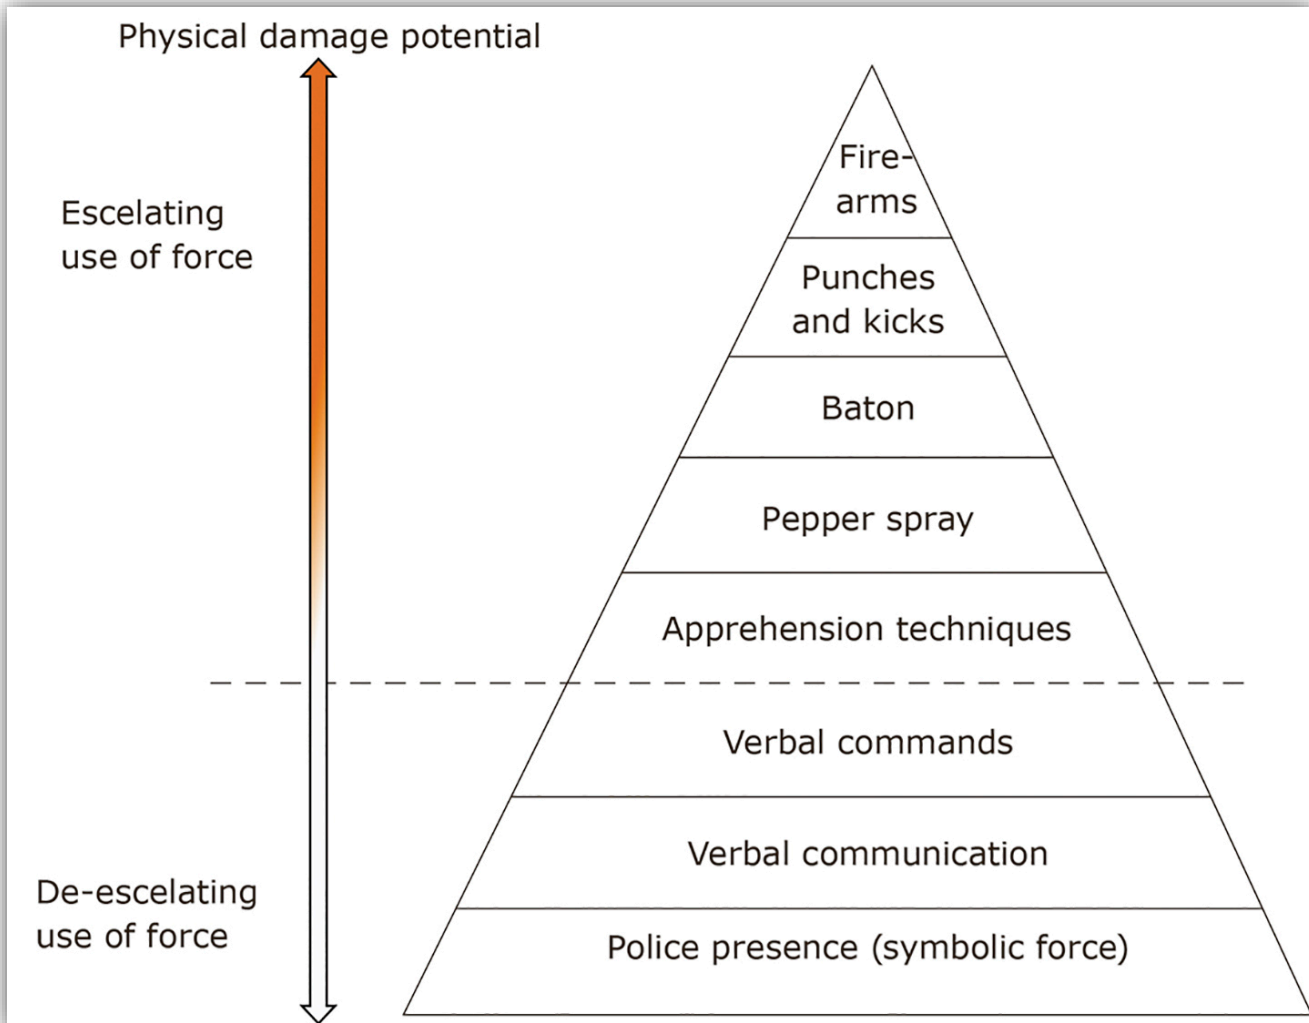 Physical damage potential
Escelating
use of force
Fire-
arms
Punches
and kicks
Baton
Pepper spray
Apprehension techniques
Verbal commands
Verbal communication
De-escelating
use of force
Police presence (symbolic force)